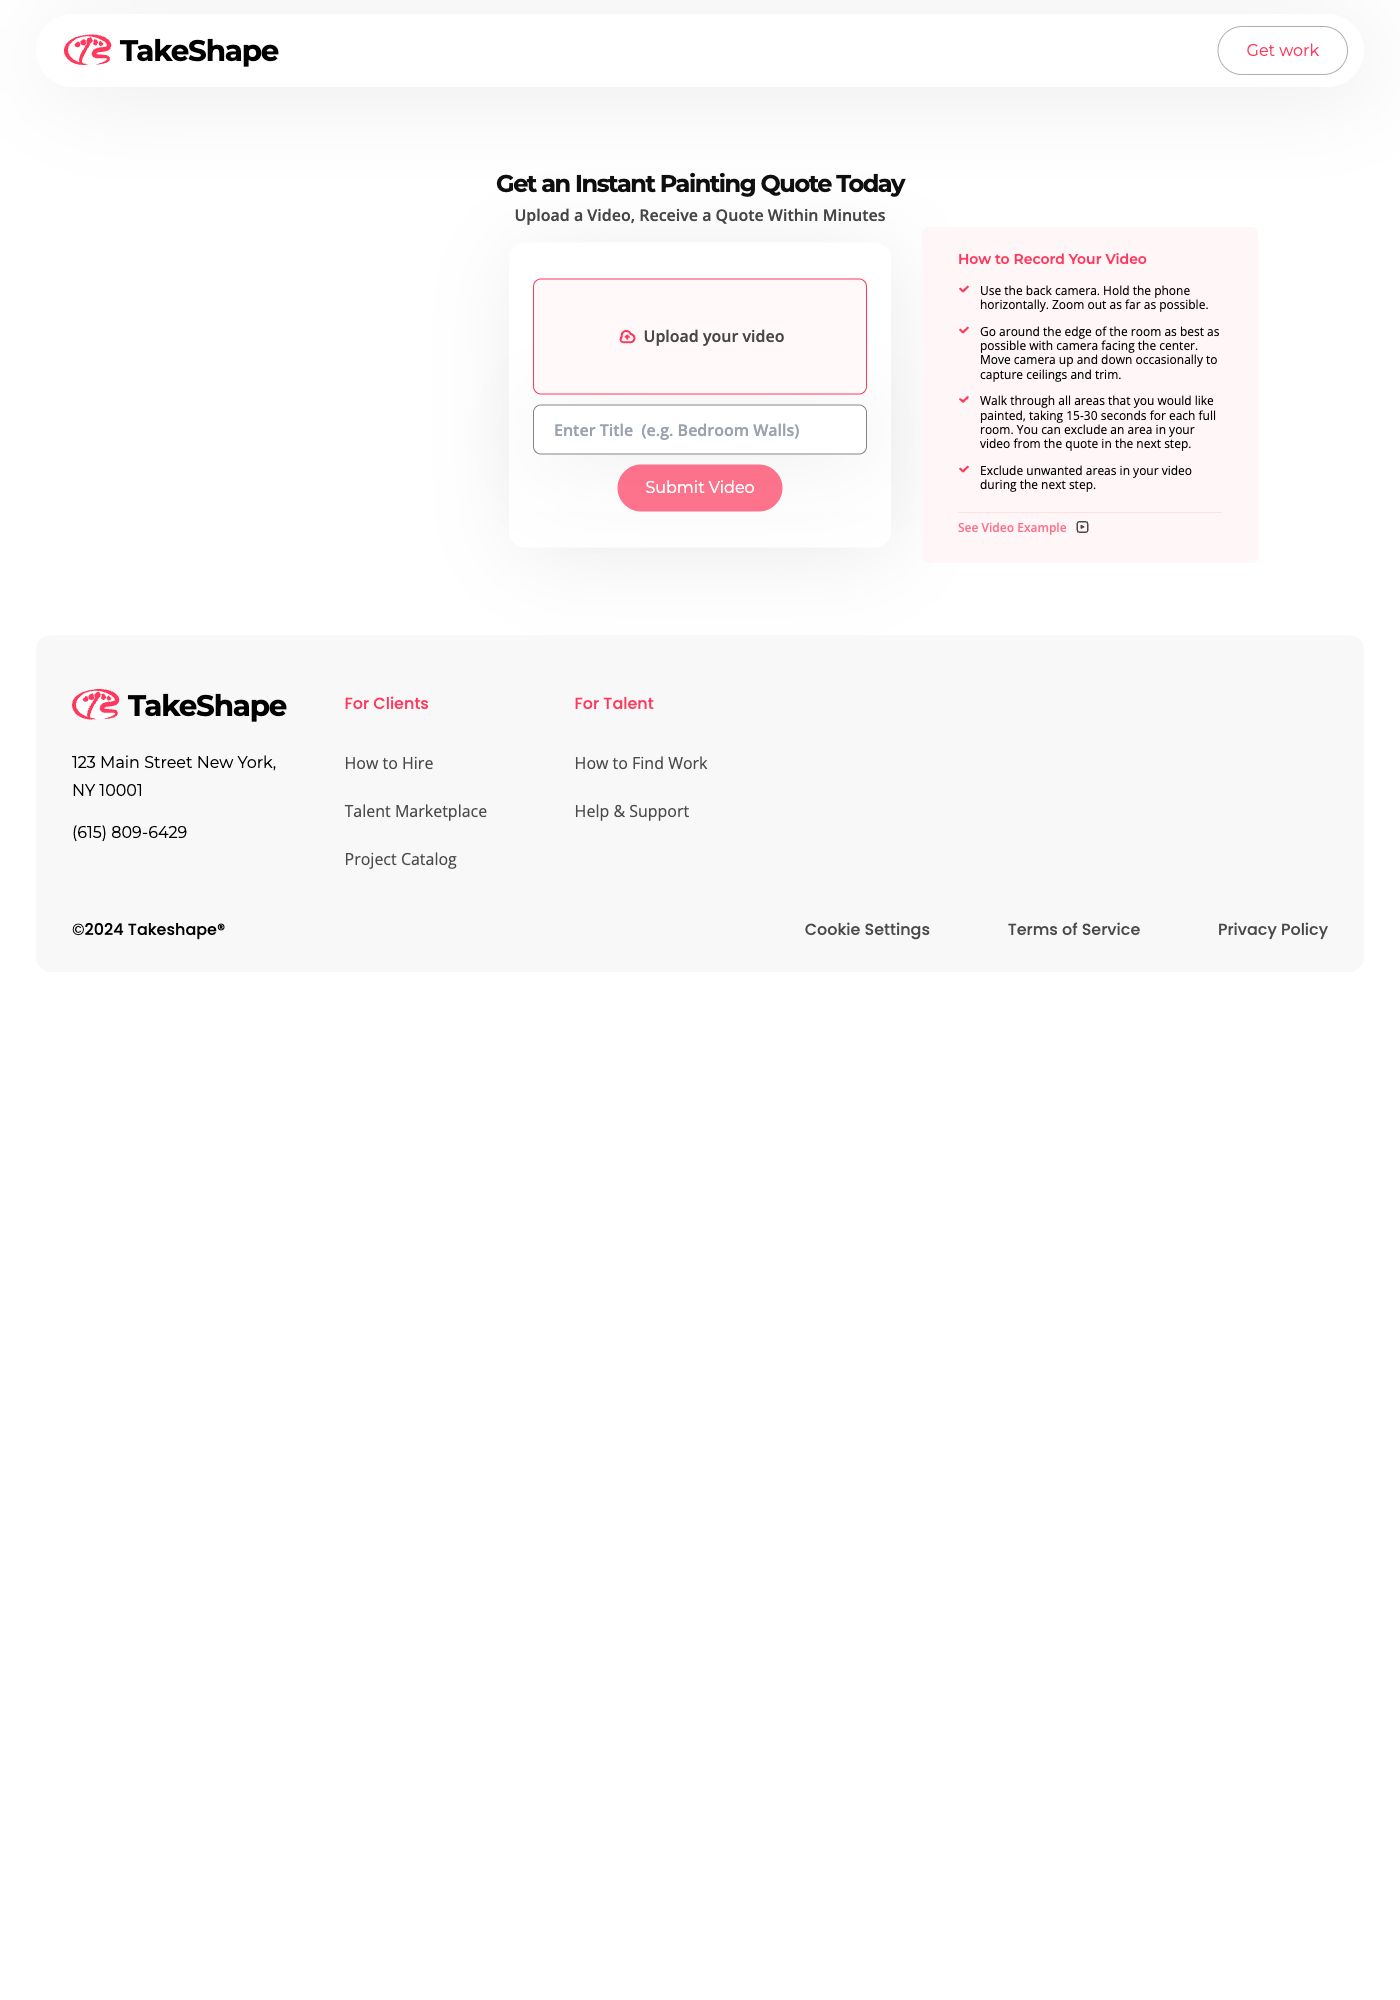 TakeShape
Get work
Get an Instant Painting Quote Today
Upload a Video, Receive a Quote Within Minutes
Upload your video
Enter Title (e.g. Bedroom Walls)
Submit Video
How to Record Your Video
Use the back camera. Hold the phone
horizontally. Zoom out as far as possible.
Go around the edge of the room as best as
possible with camera facing the center.
Move camera up and down occasionally to
capture ceilings and trim.
Walk through all areas that you would like
painted, taking 15-30 seconds for each full
room. You can exclude an area in your
video from the quote in the next step.
Exclude unwanted areas in your video
during the next step.
See Video Example
TakeShape
123 Main Street New York,
NY 10001
(615) 809-6429
For Clients
How to Hire
Talent Marketplace
Project Catalog
For Talent
How to Find Work
Help & Support
©2024 Takeshape®
Cookie Settings
Terms of Service
Privacy Policy